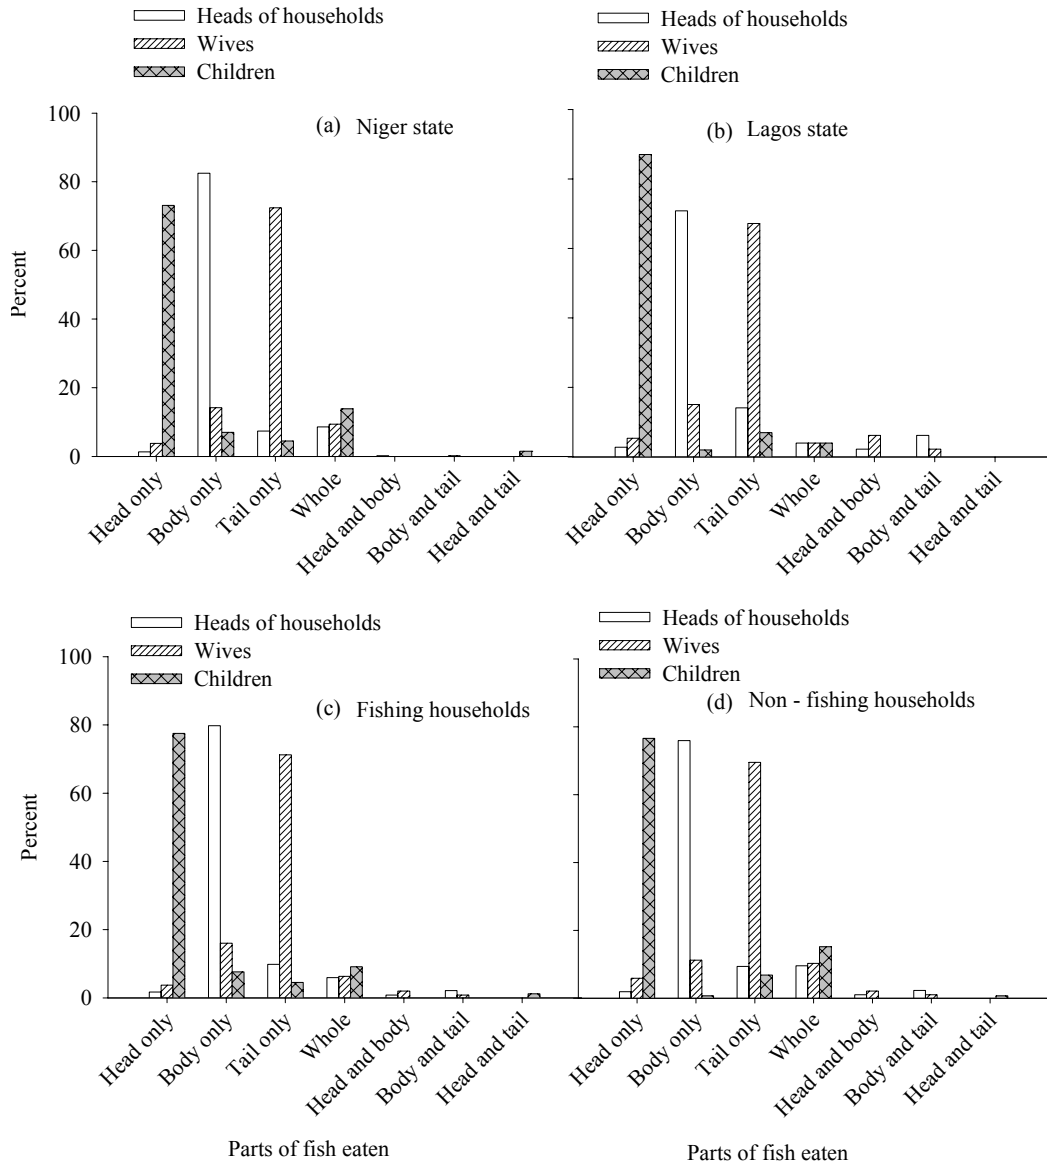 Heads of households
Wives
Children
(a) Niger state
100
80
60
40
20
0
Percent
Head only
Body only
Tail only
Whole
Head and body
Body and tail
Head and tail
Heads of households
Wives
Children
(b) Lagos state
Head only
Body only
Tail only
Whole
Head and body
Body and tail
Head and tail
Heads of households
Wives
Children
(c) Fishing households
100
80
60
40
20
0
Percent
Head only
Body only
Tail only
Whole
Head and body
Body and tail
Head and tail
Parts of fish eaten
Heads of households
Wives
Children
(d) Non - fishing households
Head only
Body only
Tail only
Whole
Head and body
Body and tail
Head and tail
Parts of fish eaten